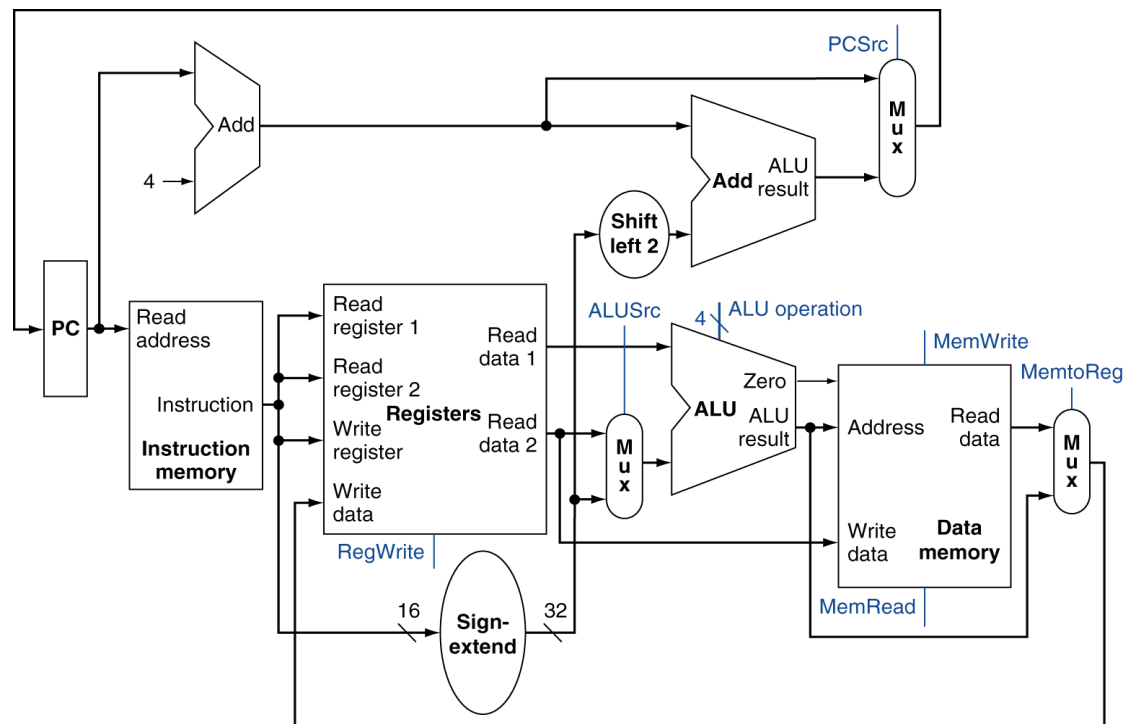 PCSrc
Add
4
M
u
x
Add
ALU
result
Shift
left 2
PC
Read
address
Instruction
Instruction
memory
Read
register 1
Read
register 2
Write
register
Write
data
Registers
Read
data 1
Read
data 2
RegWrite
16
Sign-
extend
32
ALUSrc
M
u
x
4
ALU operation
Zero
ALU
ALU
result
MemWrite
Address
Read
data
Write
data
Data
memory
MemRead
MemtoReg
M
u
x